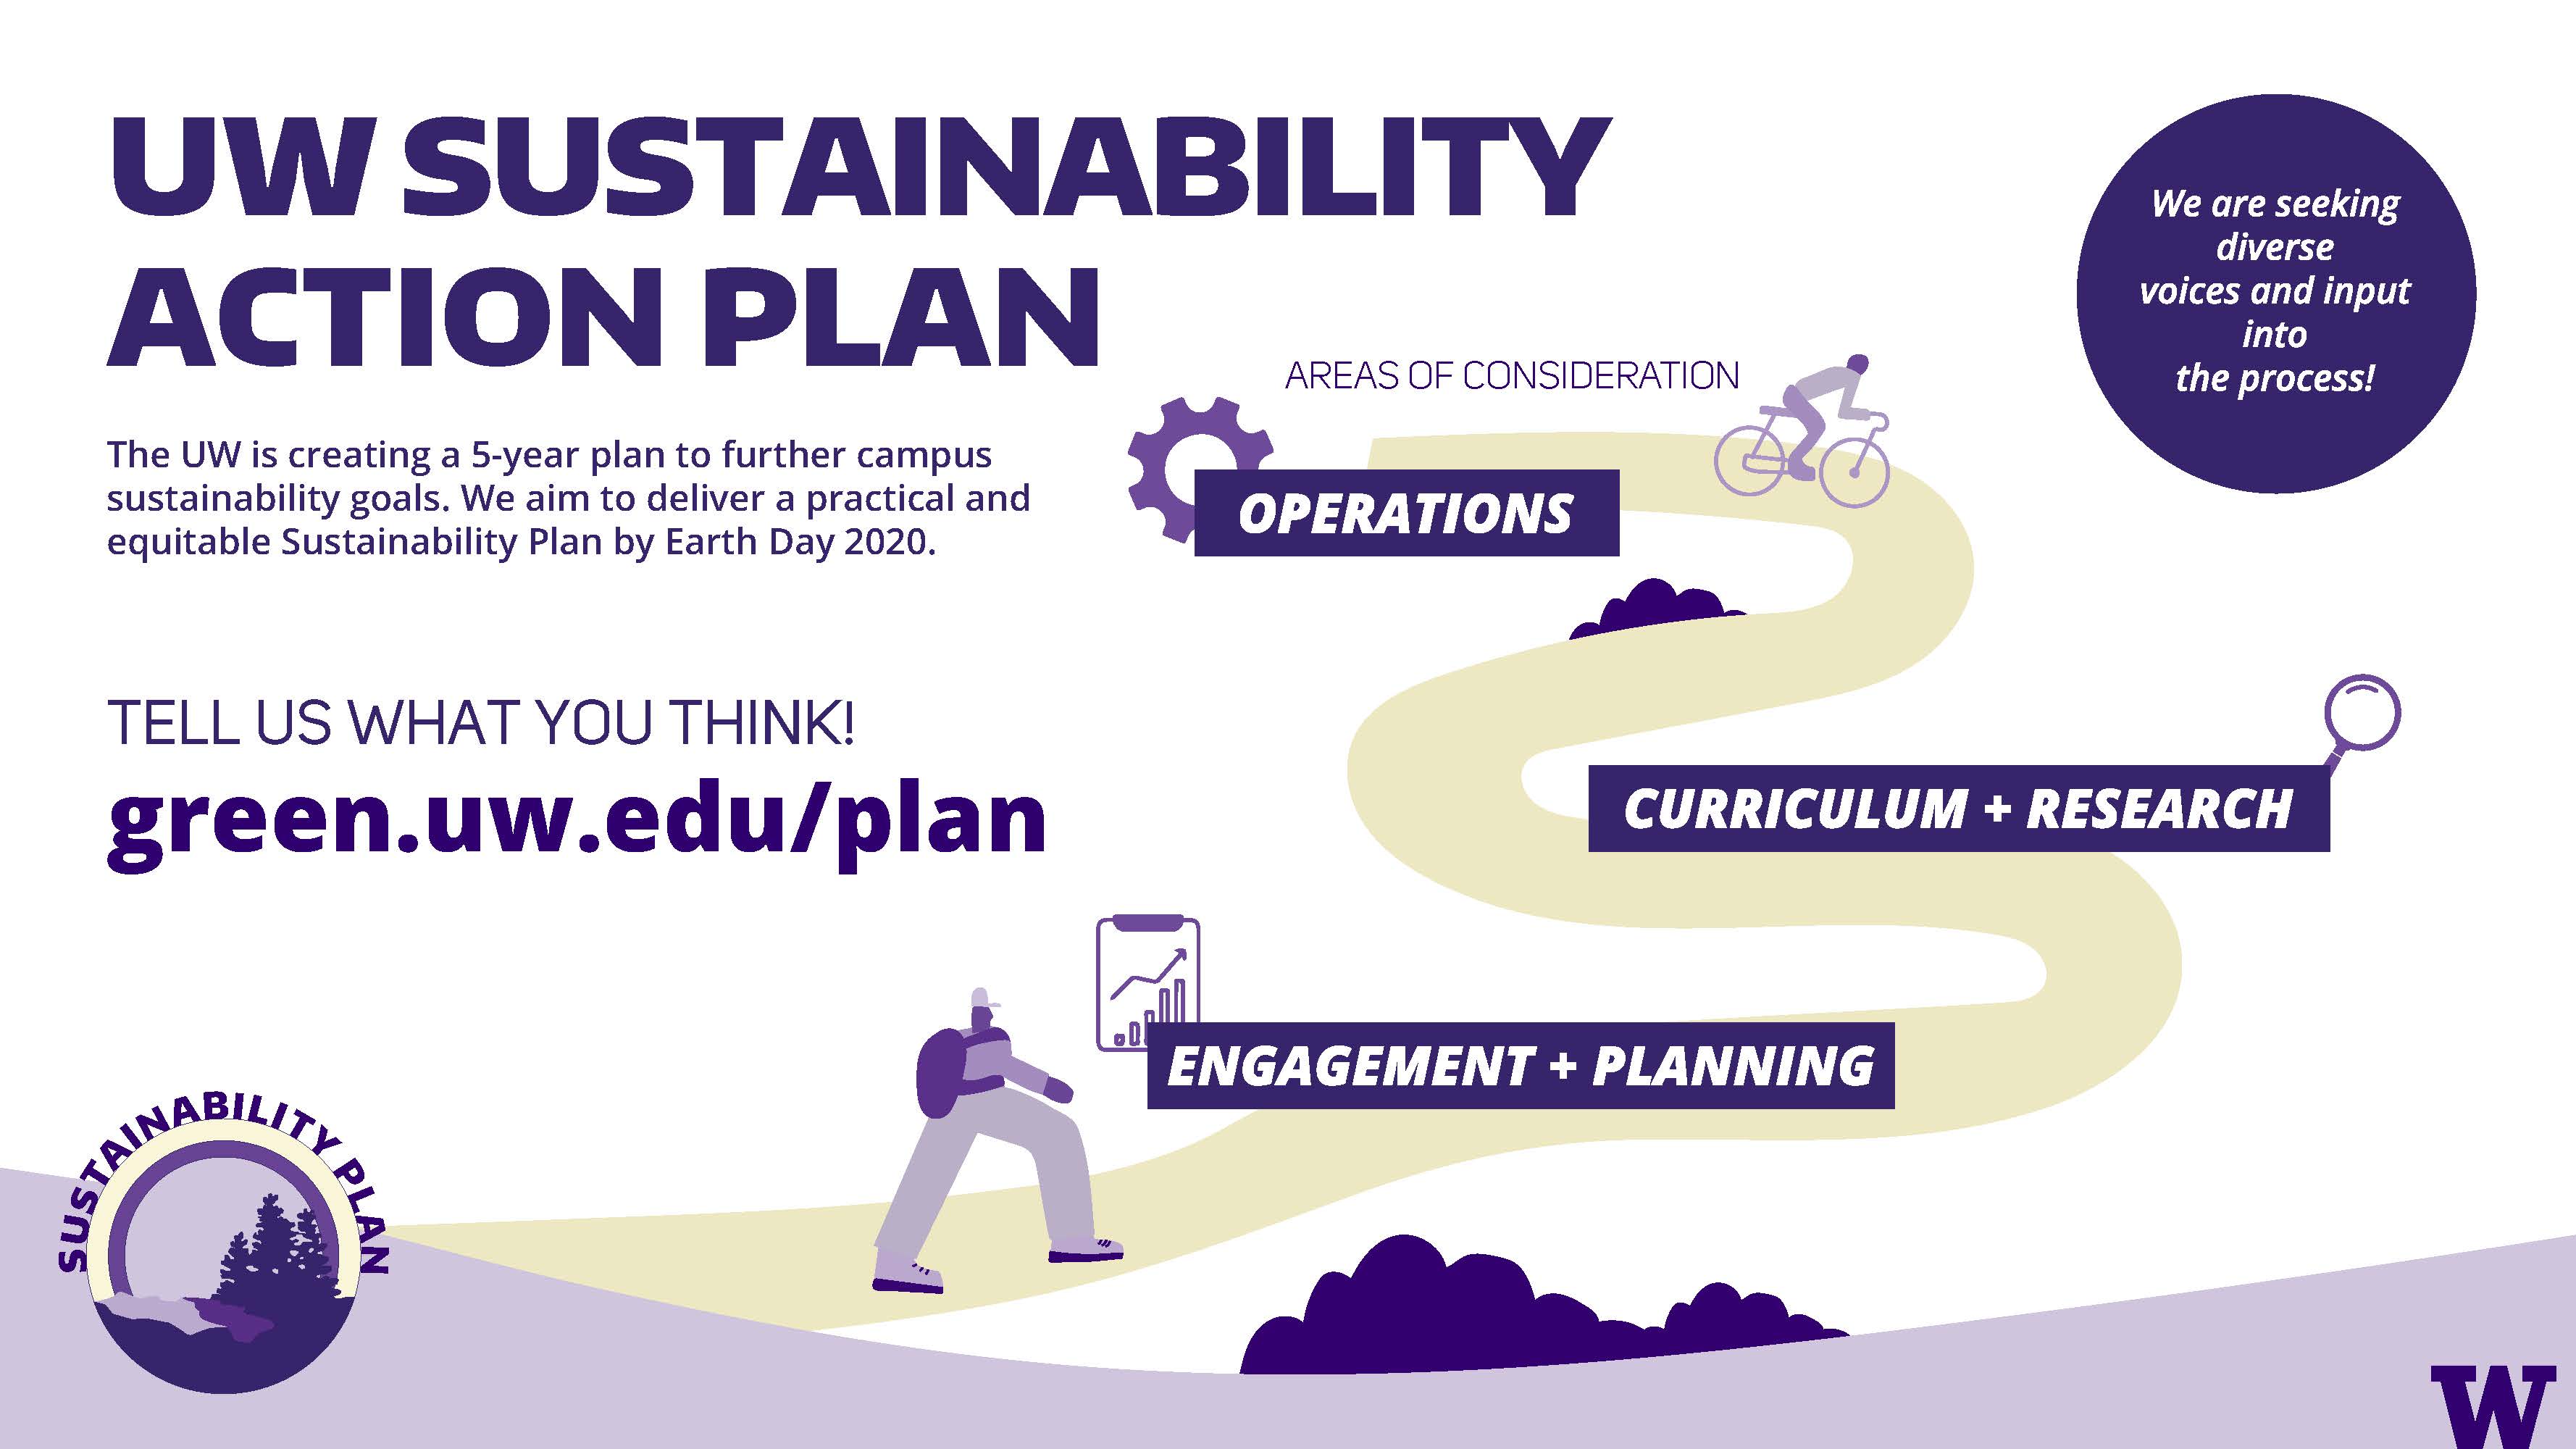 UW SUSTAINABILITY
ACTION PLAN
The UW is creating a 5-year plan to further campus
sustainability goals. We aim to deliver a practical and
equitable Sustainability Plan by Earth Day 2020.
TELL US WHAT YOU THINK!
green.uw.edu/plan
We are seeking
diverse
voices and input
into
the process!
AREAS OF CONSIDERATION
OPERATIONS
CURRICULUM + RESEARCH
ENGAGEMENT + PLANNING
SUSTAINABILITY PLAN
W